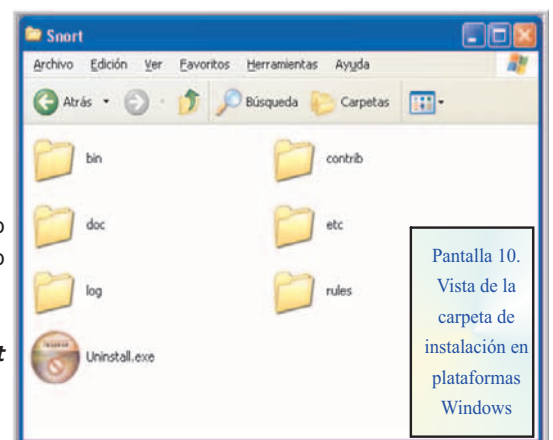 Snort
Archivo Edición Ver Favoritos Herramientas Ayuda
Atrás Búsqueda Carpetas
bin contrib
doc etc
log rules
Uninstall.exe
Pantalla 10.
Vista de la
carpeta de
instalación en
plataformas
Windows